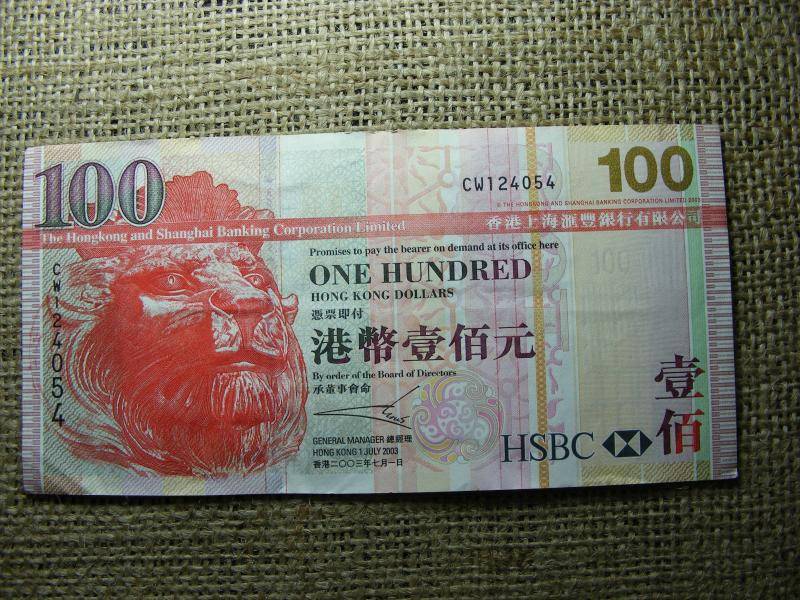 100
CW124054
100
© THE HONGKONG AND SHANGHAI BANKING CORPORATION LIMITED 2002
The Hongkong and Shanghai Banking Corporation Limited 香港上海滙豐銀行有限公司
Promises to pay the bearer on demand at its office here
ONE HUNDRED
HONG KONG DOLLARS
憑票即付
港幣壹佰元
By order of the Board of Directors
承董事會命
GENERAL MANAGER 總經理
HONG KONG 1 JULY 2003
香港二〇〇三年七月一日
CW124054
HSBC
壹佰